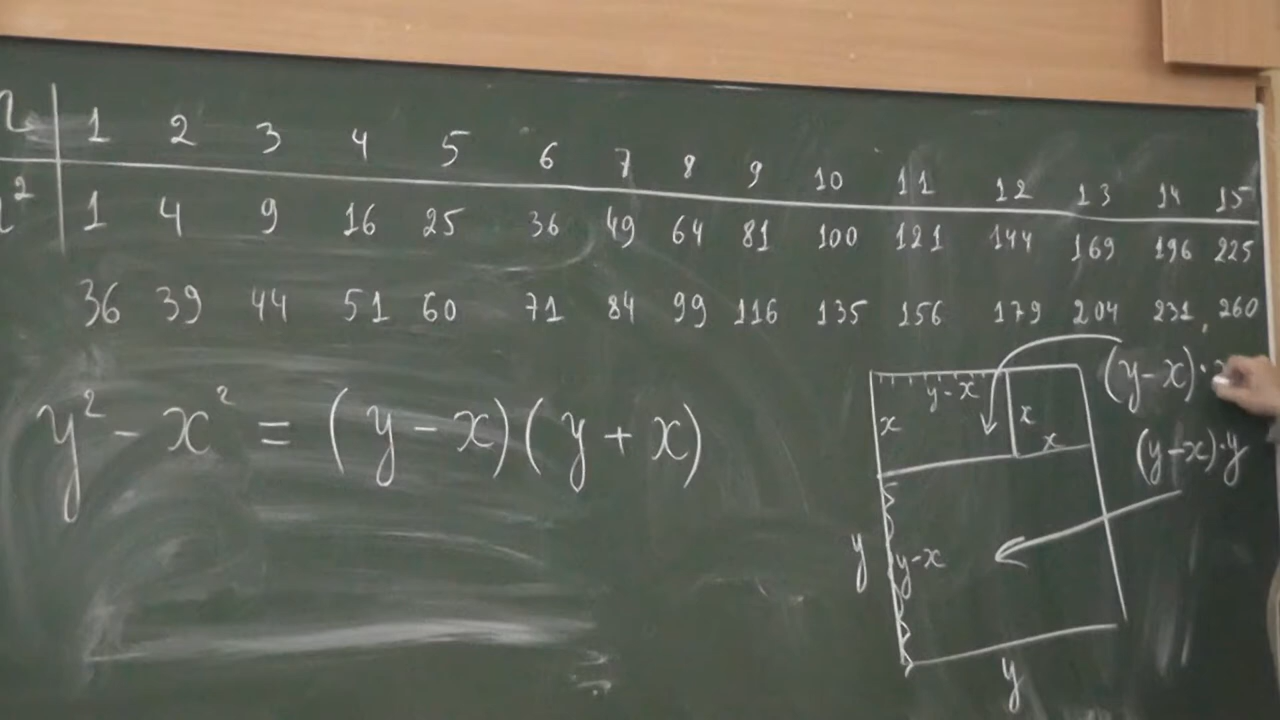 1 2 3 4 5 6 7 8 9 10 11 12 13 14 15
1 4 9 16 25 36 49 64 81 100 121 144 169 196 225
36 39 44 51 60 71 84 99 116 135 156 179 204 231, 260
y² - x² = (y - x)(y + x)
y-x
(y-x)·
x
x
x
(y-x)·y
y
y-x
y